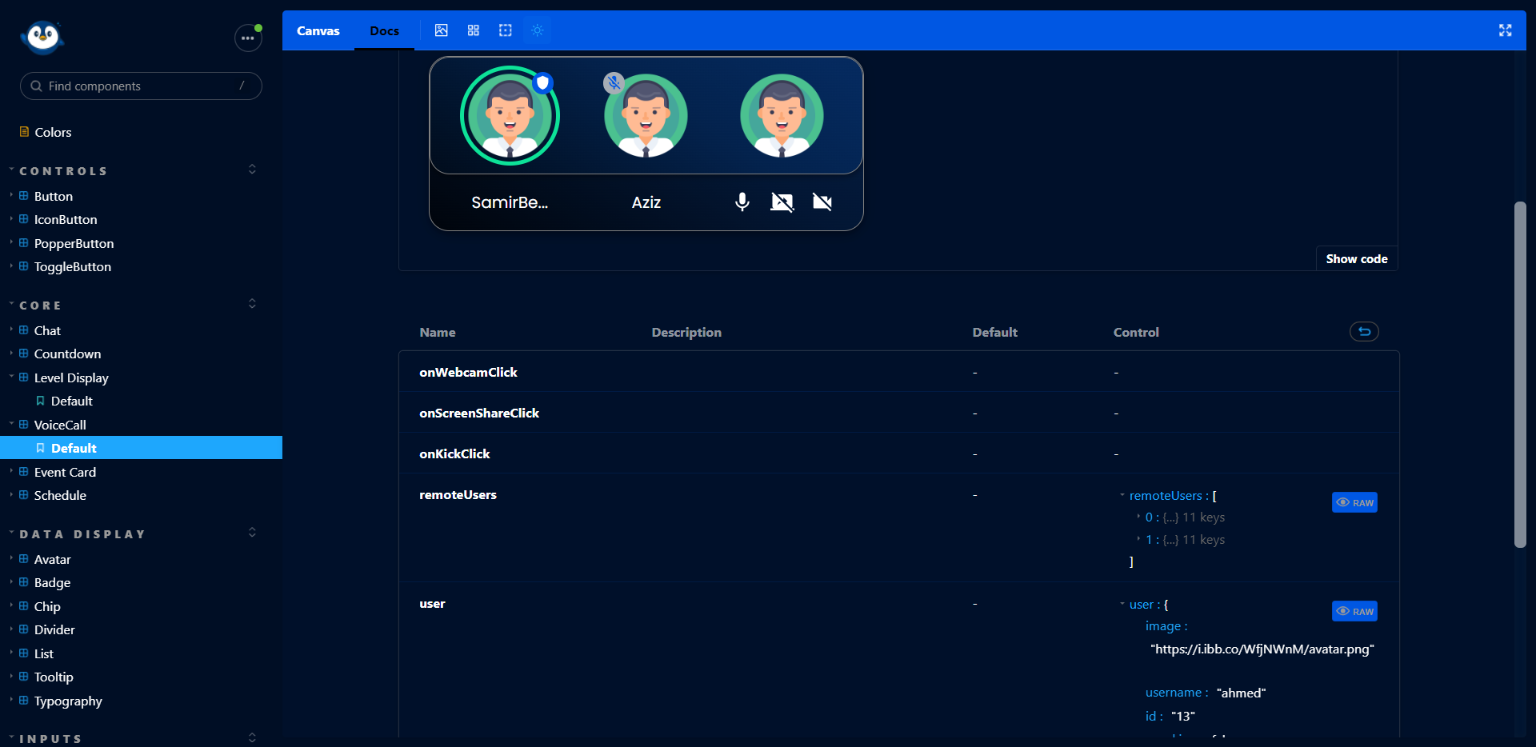 Canvas
Docs
Find components
/
Colors
CONTROLS
Button
IconButton
PopperButton
ToggleButton
CORE
Chat
Countdown
Level Display
Default
VoiceCall
Default
Event Card
Schedule
DATA DISPLAY
Avatar
Badge
Chip
Divider
List
Tooltip
Typography
INPUTS
SamirBe...
Aziz
Show code
Name Description Default Control
onWebcamClick - -
onScreenShareClick - -
onKickClick - -
remoteUsers - remoteUsers : [
RAW
0 : {...} 11 keys
1 : {...} 11 keys
]
user - user : {
RAW
image :
"https://i.ibb.co/WfjNWnM/avatar.png"
username : "ahmed"
id : "13"